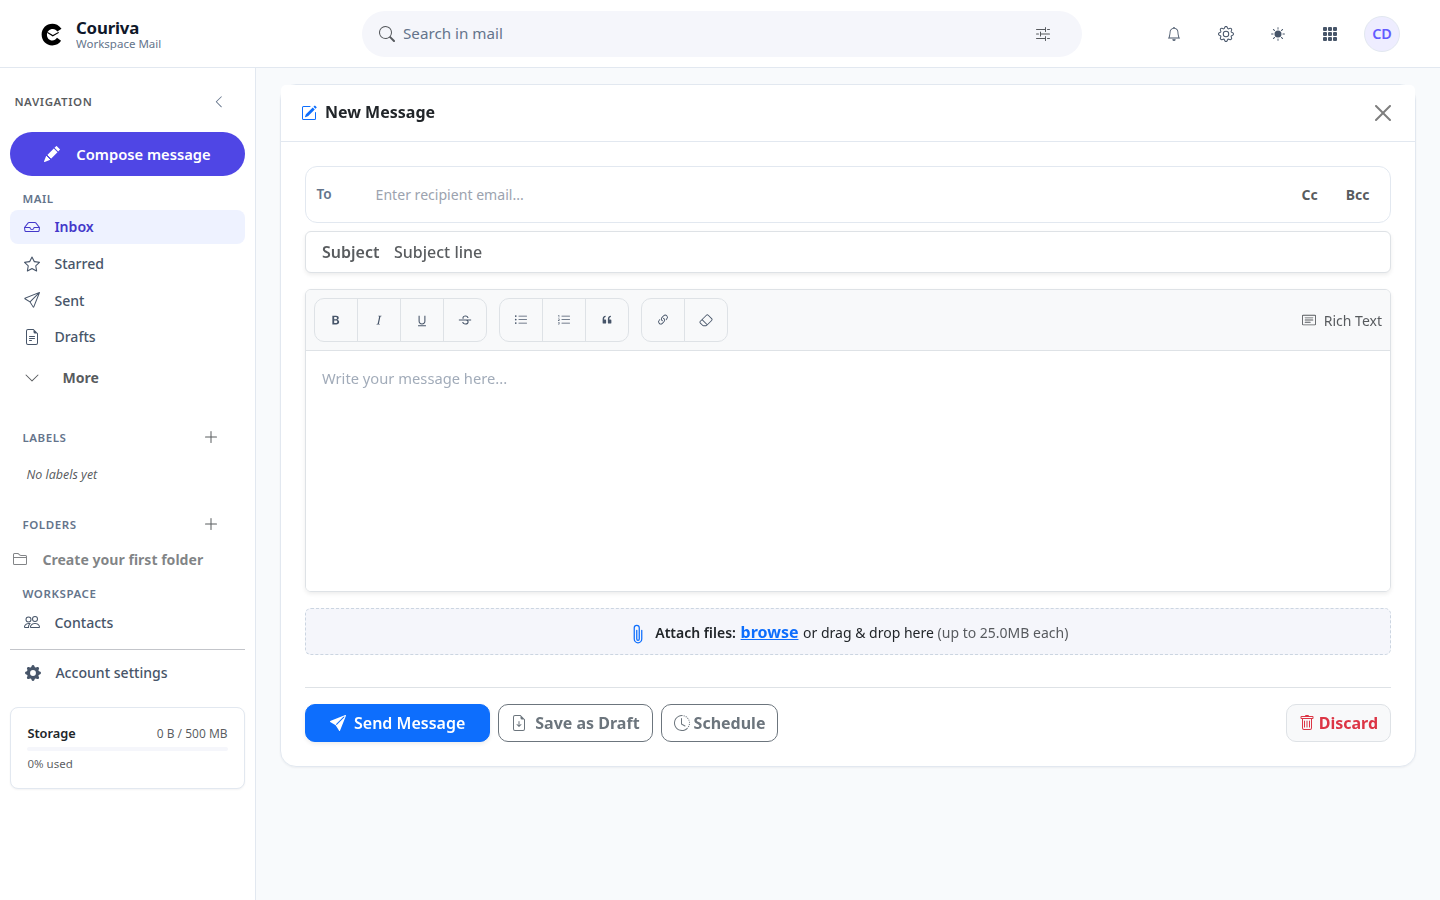 Couriva
Workspace Mail
Search in mail
CD
NAVIGATION
Compose message
MAIL
Inbox
Starred
Sent
Drafts
More
LABELS
No labels yet
FOLDERS
Create your first folder
WORKSPACE
Contacts
Account settings
Storage 0 B / 500 MB
0% used
New Message
To Enter recipient email... Cc Bcc
Subject Subject line
B I U S Rich Text
Write your message here...
Attach files: browse or drag & drop here (up to 25.0MB each)
Send Message Save as Draft Schedule Discard